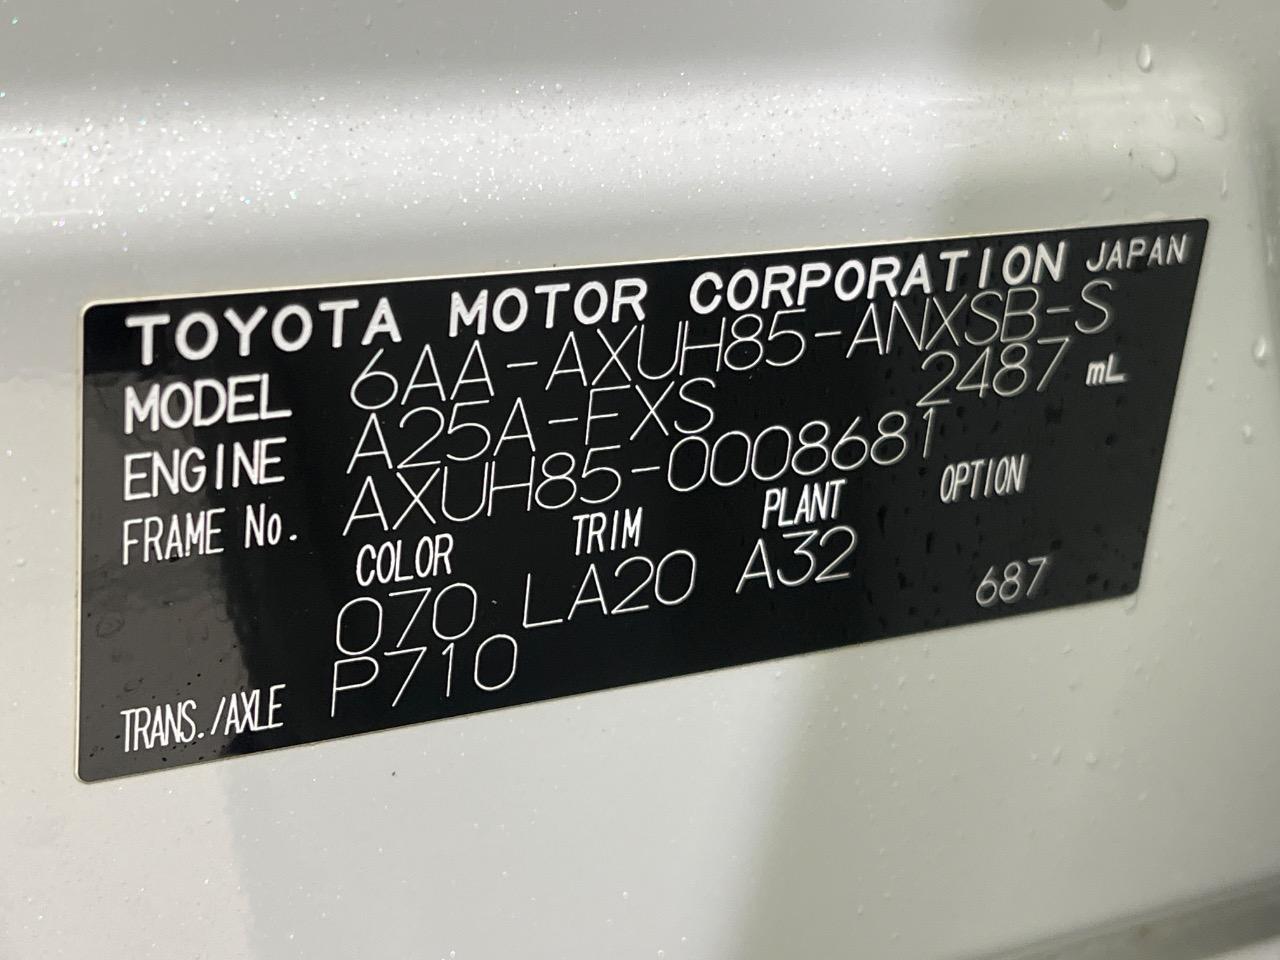 TOYOTA MOTOR CORPORATION JAPAN
MODEL 6AA-AXUH85-ANXSB-S
ENGINE A25A-FXS 2487 mL
FRAME No. AXUH85-0008681
COLOR TRIM PLANT OPTION
070 LA20 A32 687
TRANS./AXLE P710